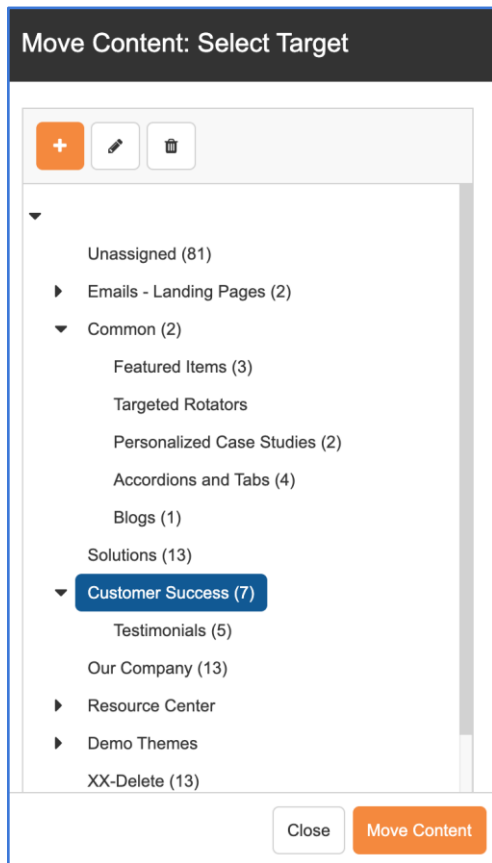 Move Content: Select Target
Unassigned (81)
Emails - Landing Pages (2)
Common (2)
Featured Items (3)
Targeted Rotators
Personalized Case Studies (2)
Accordions and Tabs (4)
Blogs (1)
Solutions (13)
Customer Success (7)
Testimonials (5)
Our Company (13)
Resource Center
Demo Themes
XX-Delete (13)
Close Move Content